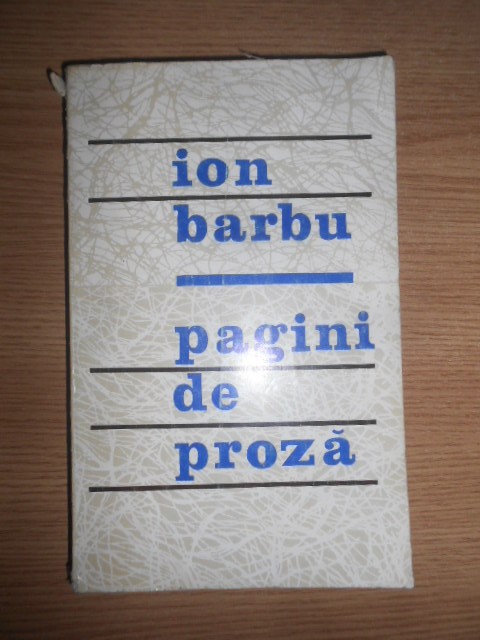 ion
barbu
pagini
de
proză